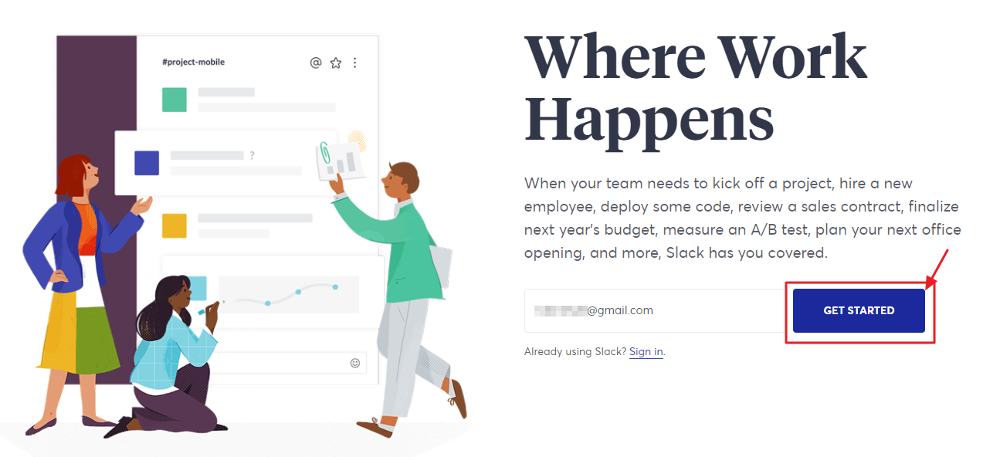 #project-mobile
?
Where Work
Happens
When your team needs to kick off a project, hire a new
employee, deploy some code, review a sales contract, finalize
next year's budget, measure an A/B test, plan your next office
opening, and more, Slack has you covered.
@gmail.com
GET STARTED
Already using Slack? Sign in.